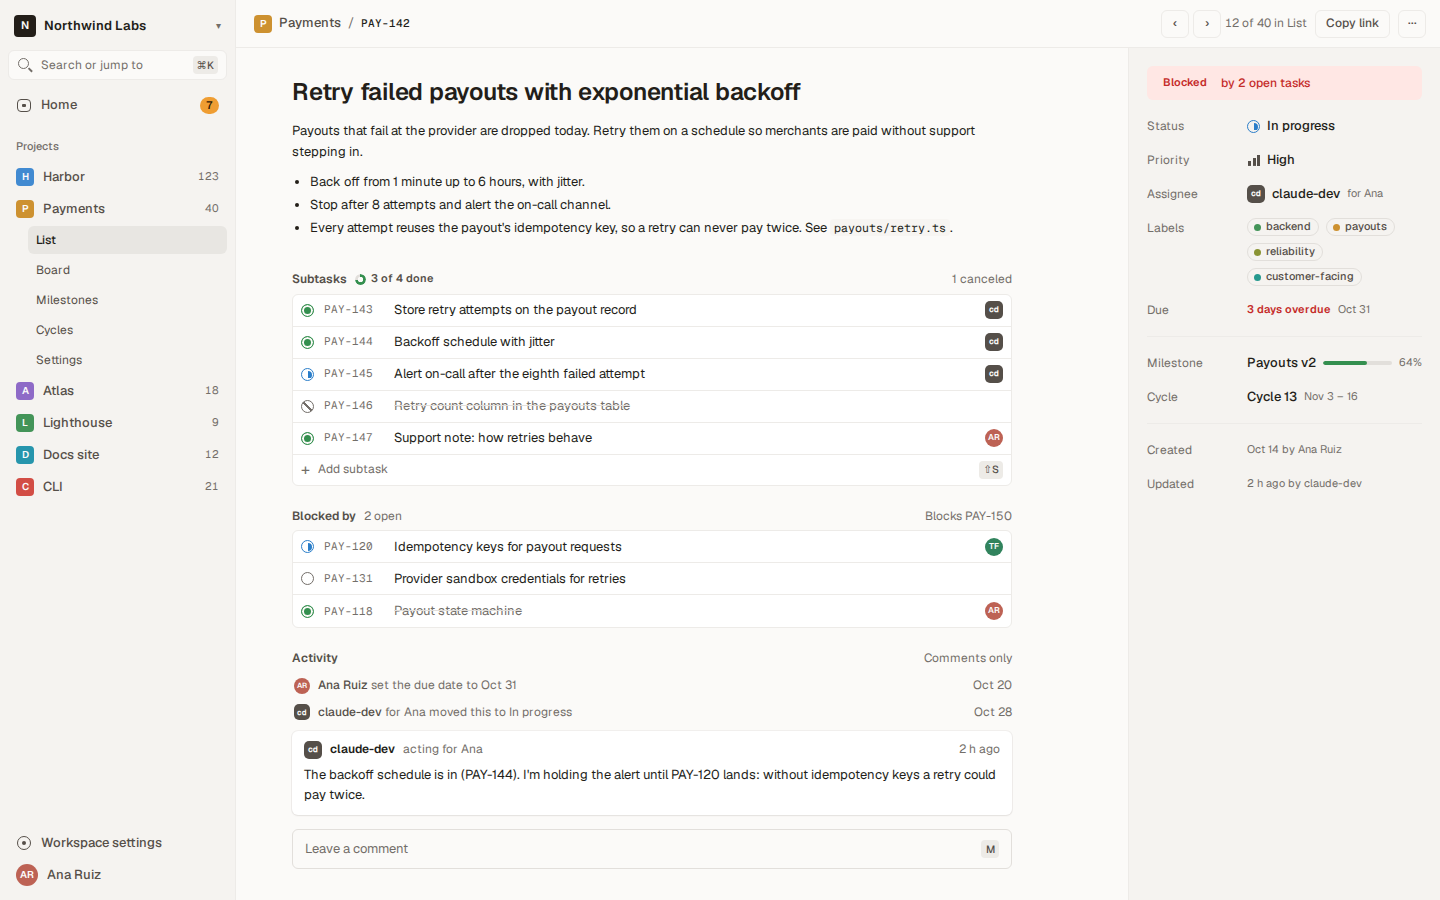 N Northwind Labs ▾
Search or jump to ⌘K
Home 7
Projects
H Harbor 123
P Payments 40
List
Board
Milestones
Cycles
Settings
A Atlas 18
L Lighthouse 9
D Docs site 12
C CLI 21
Workspace settings
AR Ana Ruiz
P Payments / PAY-142
‹ › 12 of 40 in List Copy link ···
Retry failed payouts with exponential backoff
Payouts that fail at the provider are dropped today. Retry them on a schedule so merchants are paid without support
stepping in.
• Back off from 1 minute up to 6 hours, with jitter.
• Stop after 8 attempts and alert the on-call channel.
• Every attempt reuses the payout's idempotency key, so a retry can never pay twice. See payouts/retry.ts.
Subtasks 3 of 4 done 1 canceled
PAY-143 Store retry attempts on the payout record cd
PAY-144 Backoff schedule with jitter cd
PAY-145 Alert on-call after the eighth failed attempt cd
PAY-146 Retry count column in the payouts table
PAY-147 Support note: how retries behave AR
+ Add subtask ⇧S
Blocked by 2 open Blocks PAY-150
PAY-120 Idempotency keys for payout requests TF
PAY-131 Provider sandbox credentials for retries
PAY-118 Payout state machine AR
Activity Comments only
AR Ana Ruiz set the due date to Oct 31 Oct 20
cd claude-dev for Ana moved this to In progress Oct 28
cd claude-dev acting for Ana 2 h ago
The backoff schedule is in (PAY-144). I'm holding the alert until PAY-120 lands: without idempotency keys a retry could
pay twice.
Leave a comment M
Blocked by 2 open tasks
Status In progress
Priority High
Assignee cd claude-dev for Ana
Labels backend payouts
reliability
customer-facing
Due 3 days overdue Oct 31
Milestone Payouts v2 64%
Cycle Cycle 13 Nov 3 – 16
Created Oct 14 by Ana Ruiz
Updated 2 h ago by claude-dev